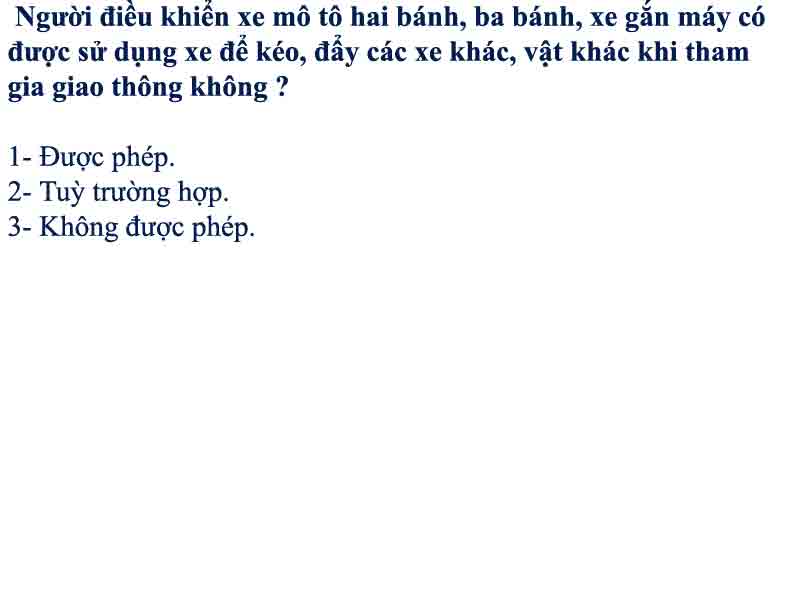 Người điều khiển xe mô tô hai bánh, ba bánh, xe gắn máy có
được sử dụng xe để kéo, đẩy các xe khác, vật khác khi tham
gia giao thông không ?
1- Được phép.
2- Tuỳ trường hợp.
3- Không được phép.